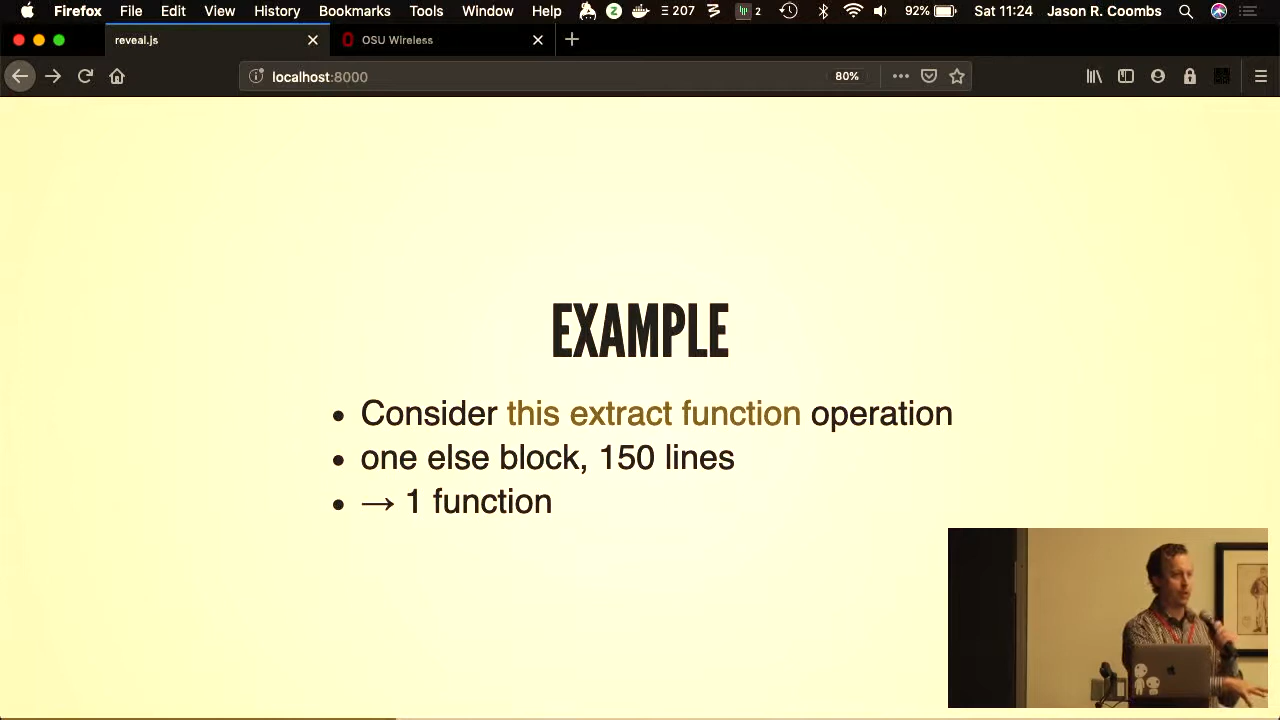 Firefox File Edit View History Bookmarks Tools Window Help 207 2 92% Sat 11:24 Jason R. Coombs
reveal.js OSU Wireless
localhost:8000 80%
EXAMPLE
• Consider this extract function operation
• one else block, 150 lines
• → 1 function